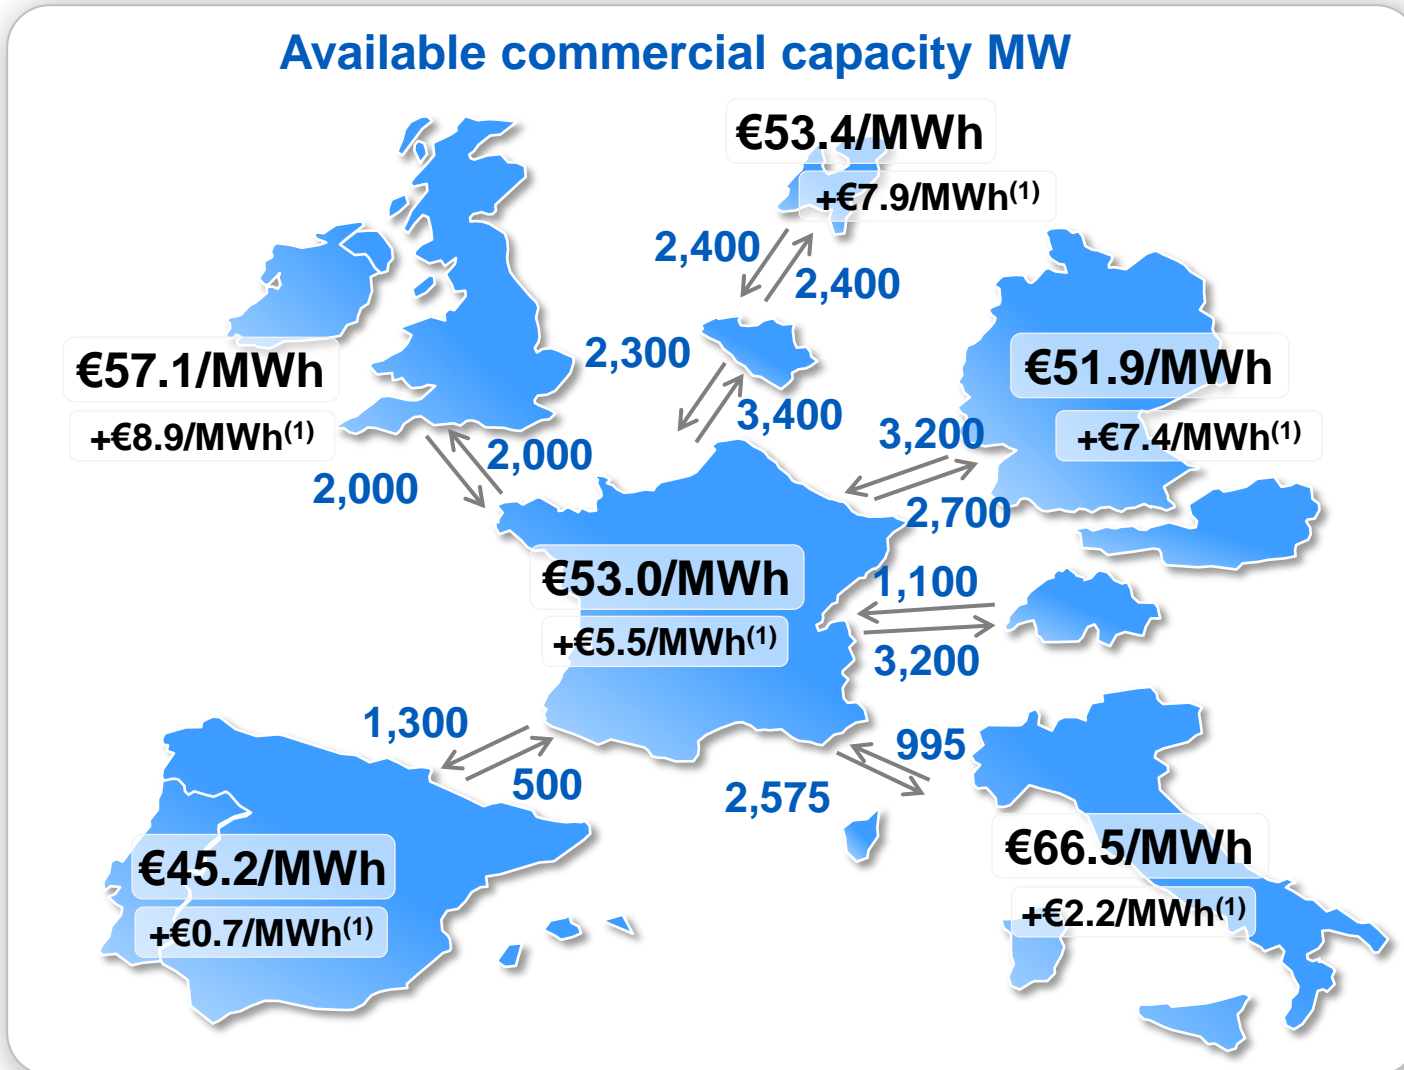 Available commercial capacity MW
€53.4/MWh
+€7.9/MWh(1)
2,400
2,400
€57.1/MWh
+€8.9/MWh(1)
2,300
3,400
€51.9/MWh
+€7.4/MWh(1)
2,000
2,000
3,200
2,700
€53.0/MWh
+€5.5/MWh(1)
1,100
3,200
1,300
500
995
2,575
€45.2/MWh
+€0.7/MWh(1)
€66.5/MWh
+€2.2/MWh(1)